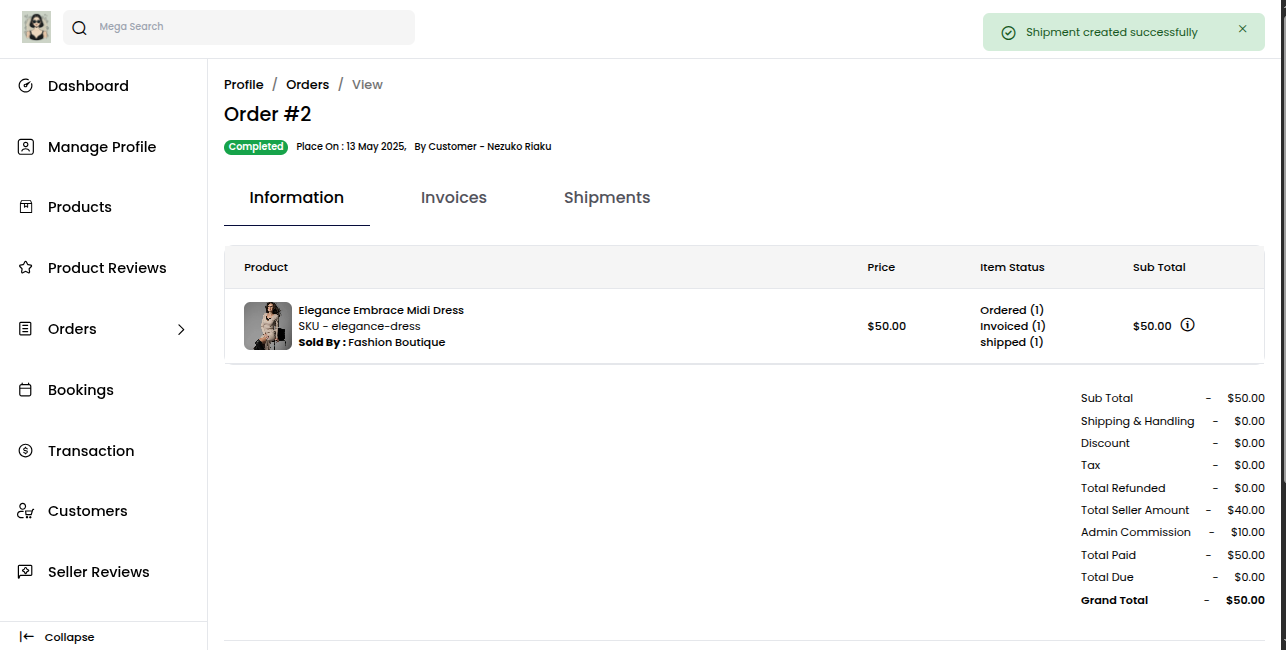 Mega Search
Shipment created successfully
Dashboard
Manage Profile
Products
Product Reviews
Orders
Bookings
Transaction
Customers
Seller Reviews
Collapse
Profile / Orders / View
Order #2
Completed Place On : 13 May 2025, By Customer - Nezuko Riaku
Information Invoices Shipments
Product Price Item Status Sub Total
Elegance Embrace Midi Dress
SKU - elegance-dress
Sold By : Fashion Boutique
$50.00
Ordered (1)
Invoiced (1)
shipped (1)
$50.00
Sub Total - $50.00
Shipping & Handling - $0.00
Discount - $0.00
Tax - $0.00
Total Refunded - $0.00
Total Seller Amount - $40.00
Admin Commission - $10.00
Total Paid - $50.00
Total Due - $0.00
Grand Total - $50.00